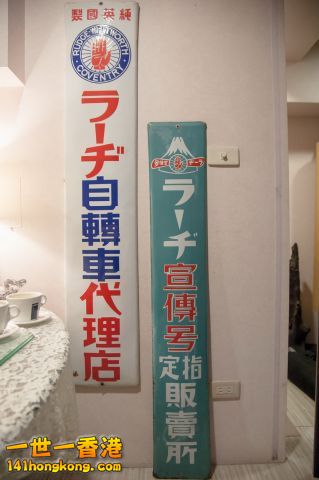 製國英純
RUDGE-WHITWORTH
COVENTRY
ラーヂ自轉車代理店
ラーヂ宣傳号
指定
販賣所
一世一香港
141hongkong.com